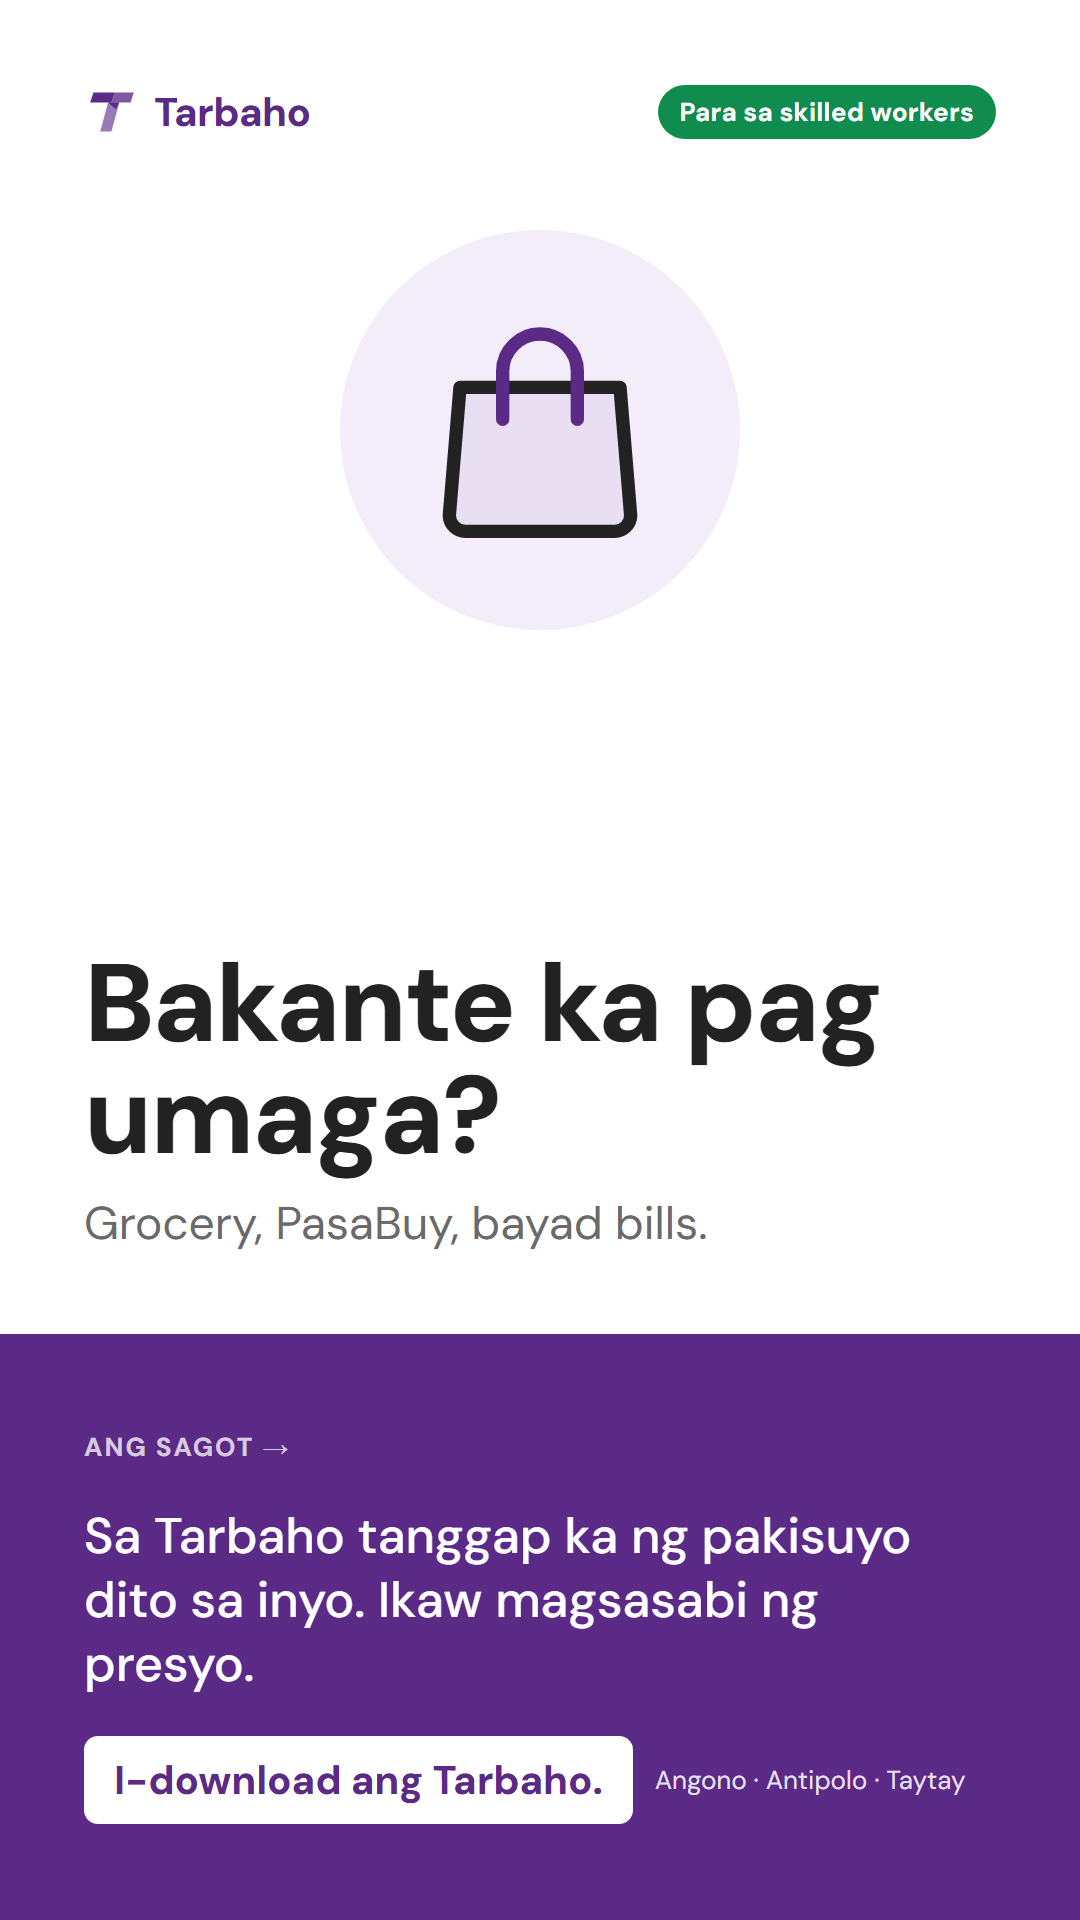 Tarbaho
Para sa skilled workers
Bakante ka pag
umaga?
Grocery, PasaBuy, bayad bills.
ANG SAGOT →
Sa Tarbaho tanggap ka ng pakisuyo
dito sa inyo. Ikaw magsasabi ng
presyo.
I-download ang Tarbaho.
Angono · Antipolo · Taytay